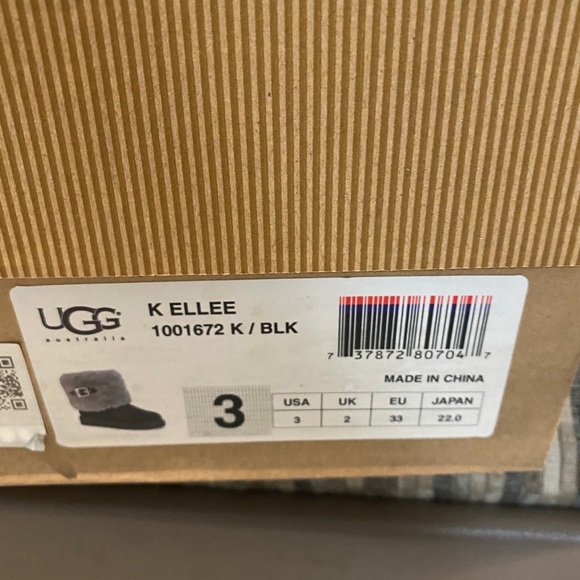 UGG
australia
K ELLEE
1001672 K / BLK
7 37872 80704 7
MADE IN CHINA
3
USA UK EU JAPAN
3 2 33 22.0